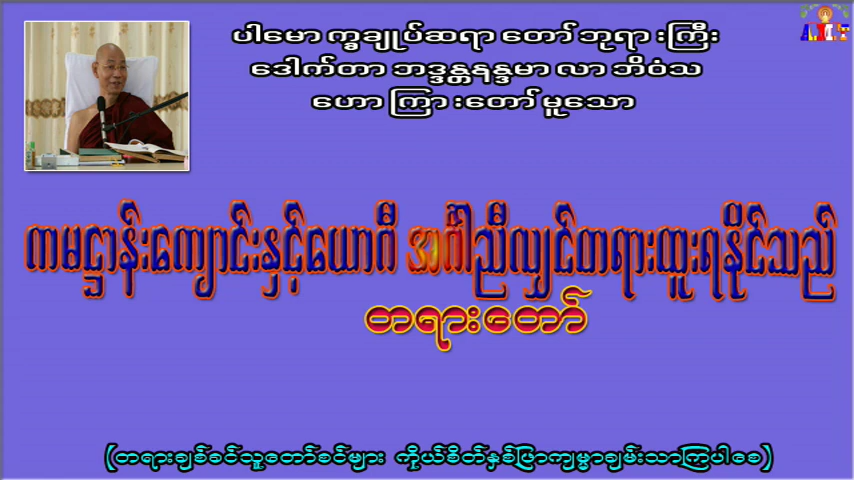 ပါမောက္ခချုပ်ဆရာတော်ဘုရားကြီး
ဒေါက်တာ ဘဒ္ဒန္တနန္ဒမာလာဘိဝံသ
ဟောကြားတော်မူသော
ကမဋ္ဌာန်းကျောင်းနှင့်ယောဂီ အင်္ဂါညီလျှင်တရားထူးရနိုင်သည်
တရားတော်
(တရားချစ်ခင်သူတော်စင်များ ကိုယ်စိတ်နှစ်ဖြာကျမ္မာချမ်းသာကြပါစေ)